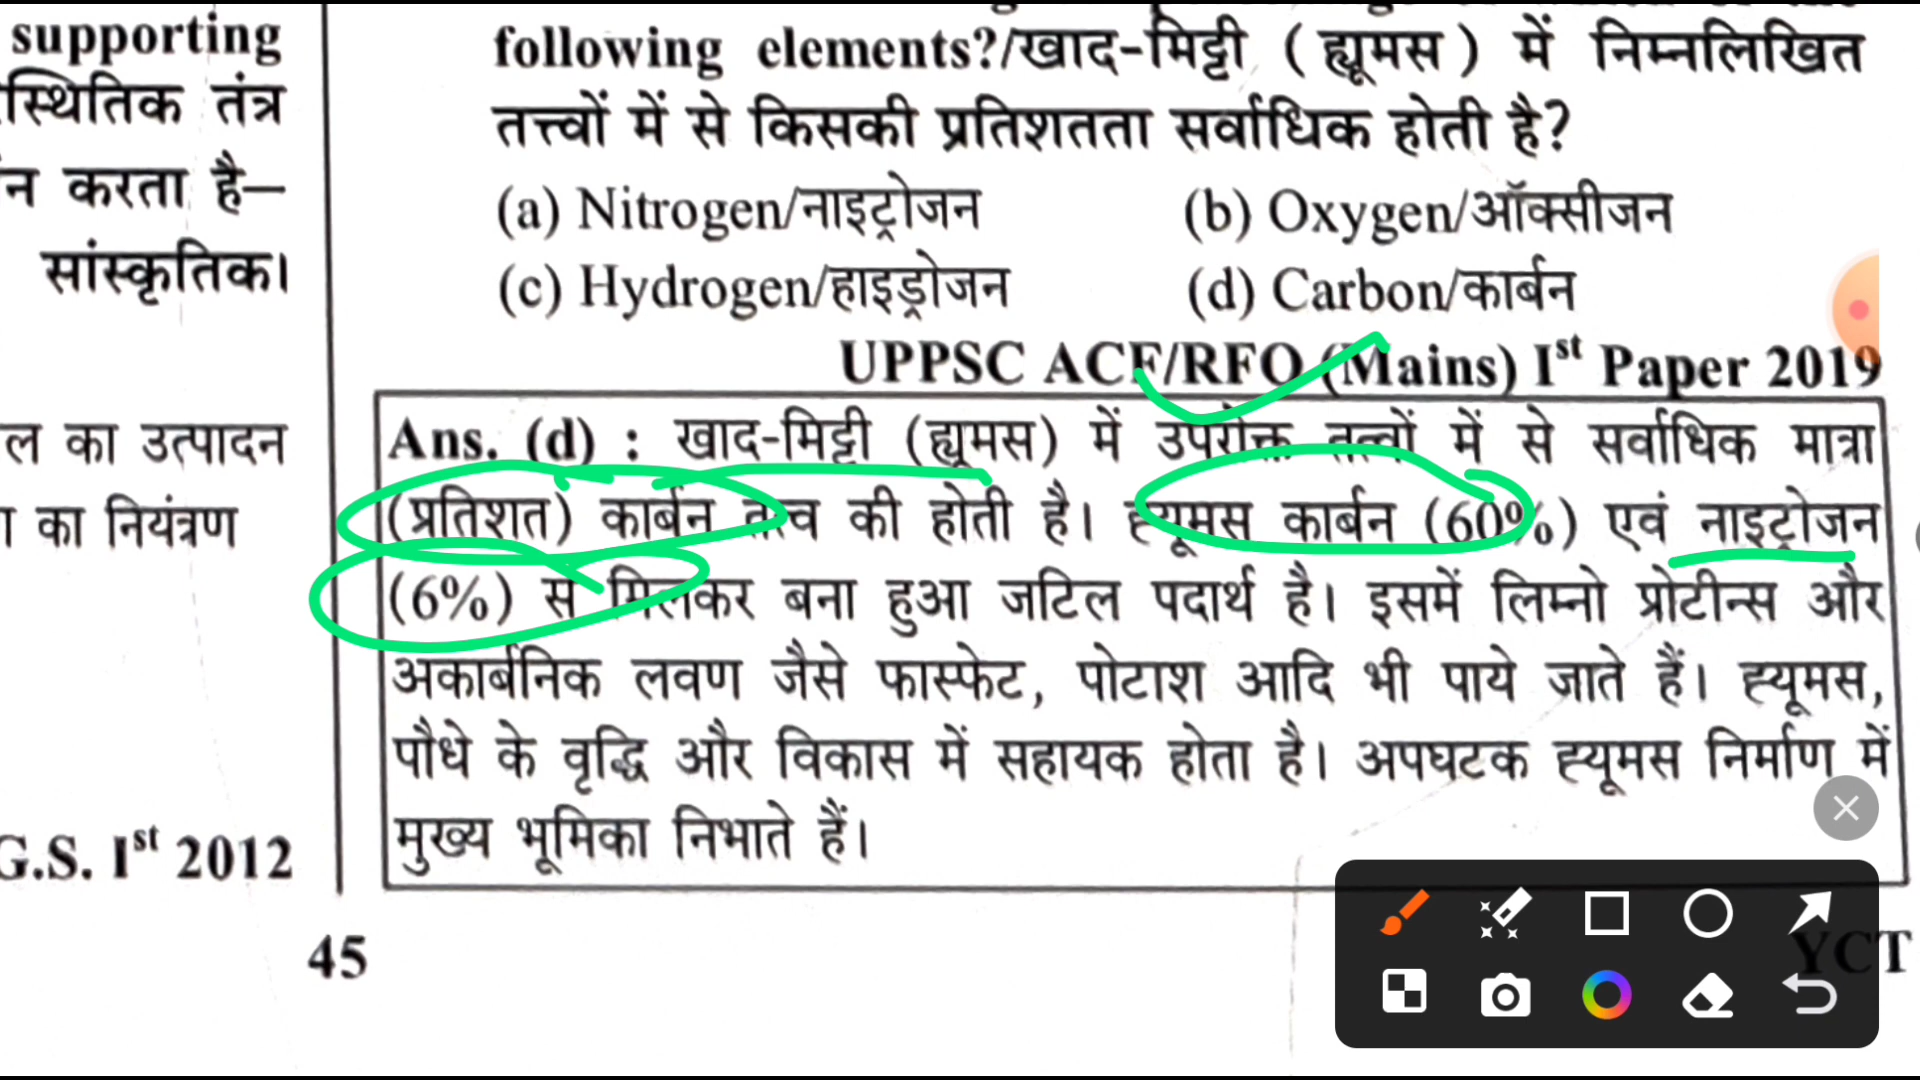 supporting
स्थितिक तंत्र
न करता है—
सांस्कृतिक।
ल का उत्पादन
ा का नियंत्रण
G.S. Ist 2012
following elements?/खाद-मिट्टी ( ह्यूमस ) में निम्नलिखित
तत्त्वों में से किसकी प्रतिशतता सर्वाधिक होती है?
(a) Nitrogen/नाइट्रोजन (b) Oxygen/ऑक्सीजन
(c) Hydrogen/हाइड्रोजन (d) Carbon/कार्बन
UPPSC ACF/RFO (Mains) Ist Paper 2019
Ans. (d) : खाद-मिट्टी (ह्यूमस) में उपरोक्त तत्वों में से सर्वाधिक मात्रा
(प्रतिशत) कार्बन तत्व की होती है। ह्यूमस कार्बन (60%) एवं नाइट्रोजन
(6%) से मिलकर बना हुआ जटिल पदार्थ है। इसमें लिम्नो प्रोटीन्स और
अकार्बनिक लवण जैसे फास्फेट, पोटाश आदि भी पाये जाते हैं। ह्यूमस,
पौधे के वृद्धि और विकास में सहायक होता है। अपघटक ह्यूमस निर्माण में
मुख्य भूमिका निभाते हैं।
45
YCT